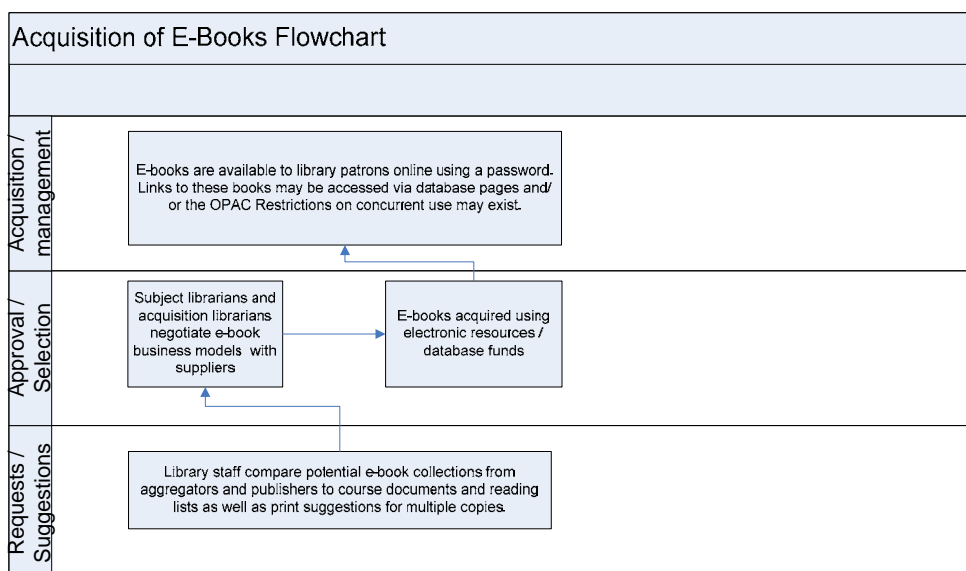 Acquisition of E-Books Flowchart
Acquisition /
management
E-books are available to library patrons online using a password.
Links to these books may be accessed via database pages and/
or the OPAC Restrictions on concurrent use may exist.
Approval /
Selection
Subject librarians and
acquisition librarians
negotiate e-book
business models with
suppliers
E-books acquired using
electronic resources /
database funds
Requests /
Suggestions
Library staff compare potential e-book collections from
aggregators and publishers to course documents and reading
lists as well as print suggestions for multiple copies.